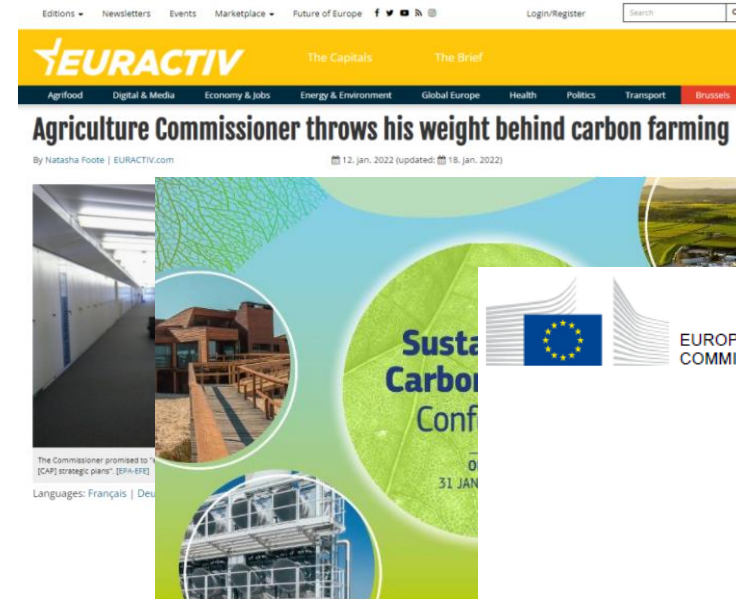 Editions Newsletters Events Marketplace Future of Europe Login/Register Search
EURACTIV The Capitals The Brief
Agrifood Digital & Media Economy & Jobs Energy & Environment Global Europe Health Politics Transport Brussels
Agriculture Commissioner throws his weight behind carbon farming
By Natasha Foote | EURACTIV.com 12. jan. 2022 (updated: 18. jan. 2022)
Susta
Carbo
Conf
31 JAN
EUROP
COMMI
The Commissioner promised to
[CAP] strategic plans". [EPA-EFE]
Languages: Français | Deu